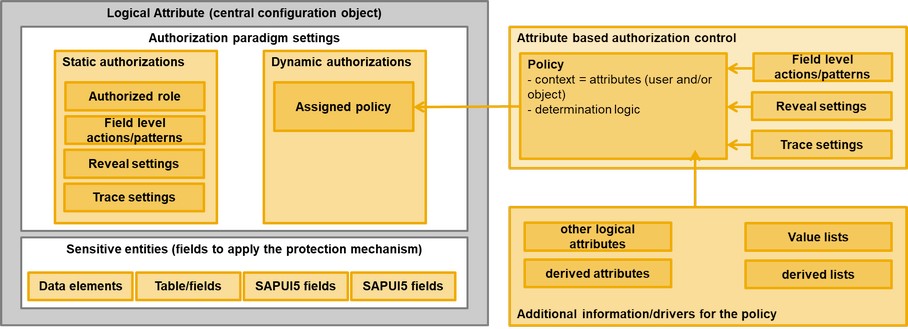 Logical Attribute (central configuration object)
Authorization paradigm settings
Static authorizations
Authorized role
Field level
actions/patterns
Reveal settings
Trace settings
Dynamic authorizations
Assigned policy
Sensitive entities (fields to apply the protection mechanism)
Data elements
Table/fields
SAPUI5 fields
SAPUI5 fields
Attribute based authorization control
Policy
- context = attributes (user and/or
object)
- determination logic
Field level
actions/patterns
Reveal settings
Trace settings
other logical
attributes
Value lists
derived attributes
derived lists
Additional information/drivers for the policy